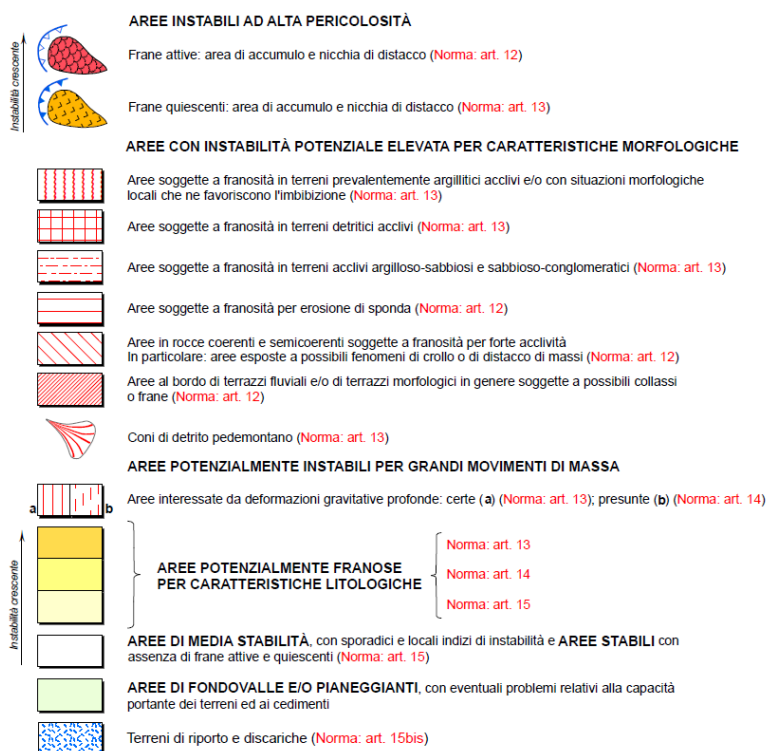 AREE INSTABILI AD ALTA PERICOLOSITÀ
Instabilità crescente
Frane attive: area di accumulo e nicchia di distacco (Norma: art. 12)
Frane quiescenti: area di accumulo e nicchia di distacco (Norma: art. 13)
AREE CON INSTABILITÀ POTENZIALE ELEVATA PER CARATTERISTICHE MORFOLOGICHE
Aree soggette a franosità in terreni prevalentemente argillitici acclivi e/o con situazioni morfologiche
locali che ne favoriscono l'imbibizione (Norma: art. 13)
Aree soggette a franosità in terreni detritici acclivi (Norma: art. 13)
Aree soggette a franosità in terreni acclivi argilloso-sabbiosi e sabbioso-conglomeratici (Norma: art. 13)
Aree soggette a franosità per erosione di sponda (Norma: art. 12)
Aree in rocce coerenti e semicoerenti soggette a franosità per forte acclività
In particolare: aree esposte a possibili fenomeni di crollo o di distacco di massi (Norma: art. 12)
Aree al bordo di terrazzi fluviali e/o di terrazzi morfologici in genere soggette a possibili collassi
o frane (Norma: art. 12)
Coni di detrito pedemontano (Norma: art. 13)
AREE POTENZIALMENTE INSTABILI PER GRANDI MOVIMENTI DI MASSA
a b
Aree interessate da deformazioni gravitative profonde: certe (a) (Norma: art. 13); presunte (b) (Norma: art. 14)
Instabilità crescente
AREE POTENZIALMENTE FRANOSE
PER CARATTERISTICHE LITOLOGICHE
Norma: art. 13
Norma: art. 14
Norma: art. 15
AREE DI MEDIA STABILITÀ, con sporadici e locali indizi di instabilità e AREE STABILI con
assenza di frane attive e quiescenti (Norma: art. 15)
AREE DI FONDOVALLE E/O PIANEGGIANTI, con eventuali problemi relativi alla capacità
portante dei terreni ed ai cedimenti
Terreni di riporto e discariche (Norma: art. 15bis)